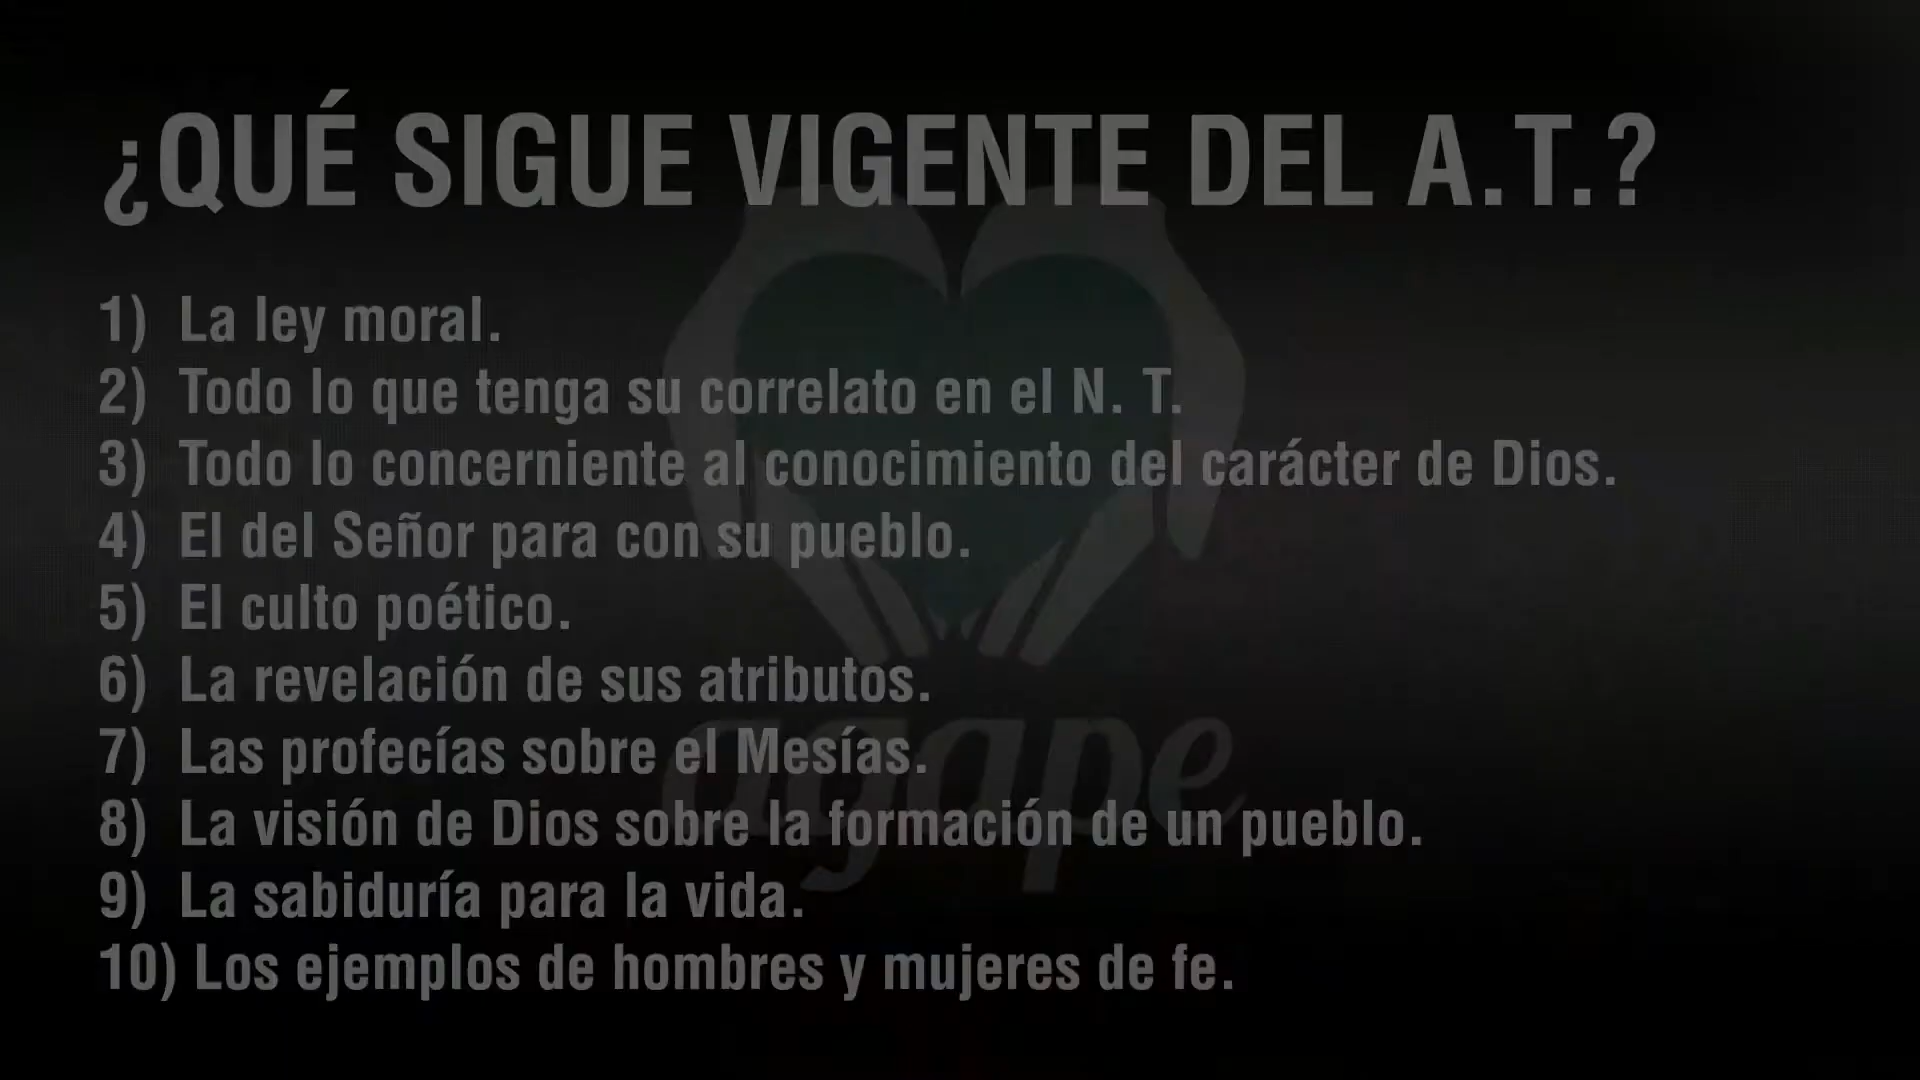 ¿QUÉ SIGUE VIGENTE DEL A.T.?
1) La ley moral.
2) Todo lo que tenga su correlato en el N. T.
3) Todo lo concerniente al conocimiento del carácter de Dios.
4) El del Señor para con su pueblo.
5) El culto poético.
6) La revelación de sus atributos.
7) Las profecías sobre el Mesías.
8) La visión de Dios sobre la formación de un pueblo.
9) La sabiduría para la vida.
10) Los ejemplos de hombres y mujeres de fe.
agape